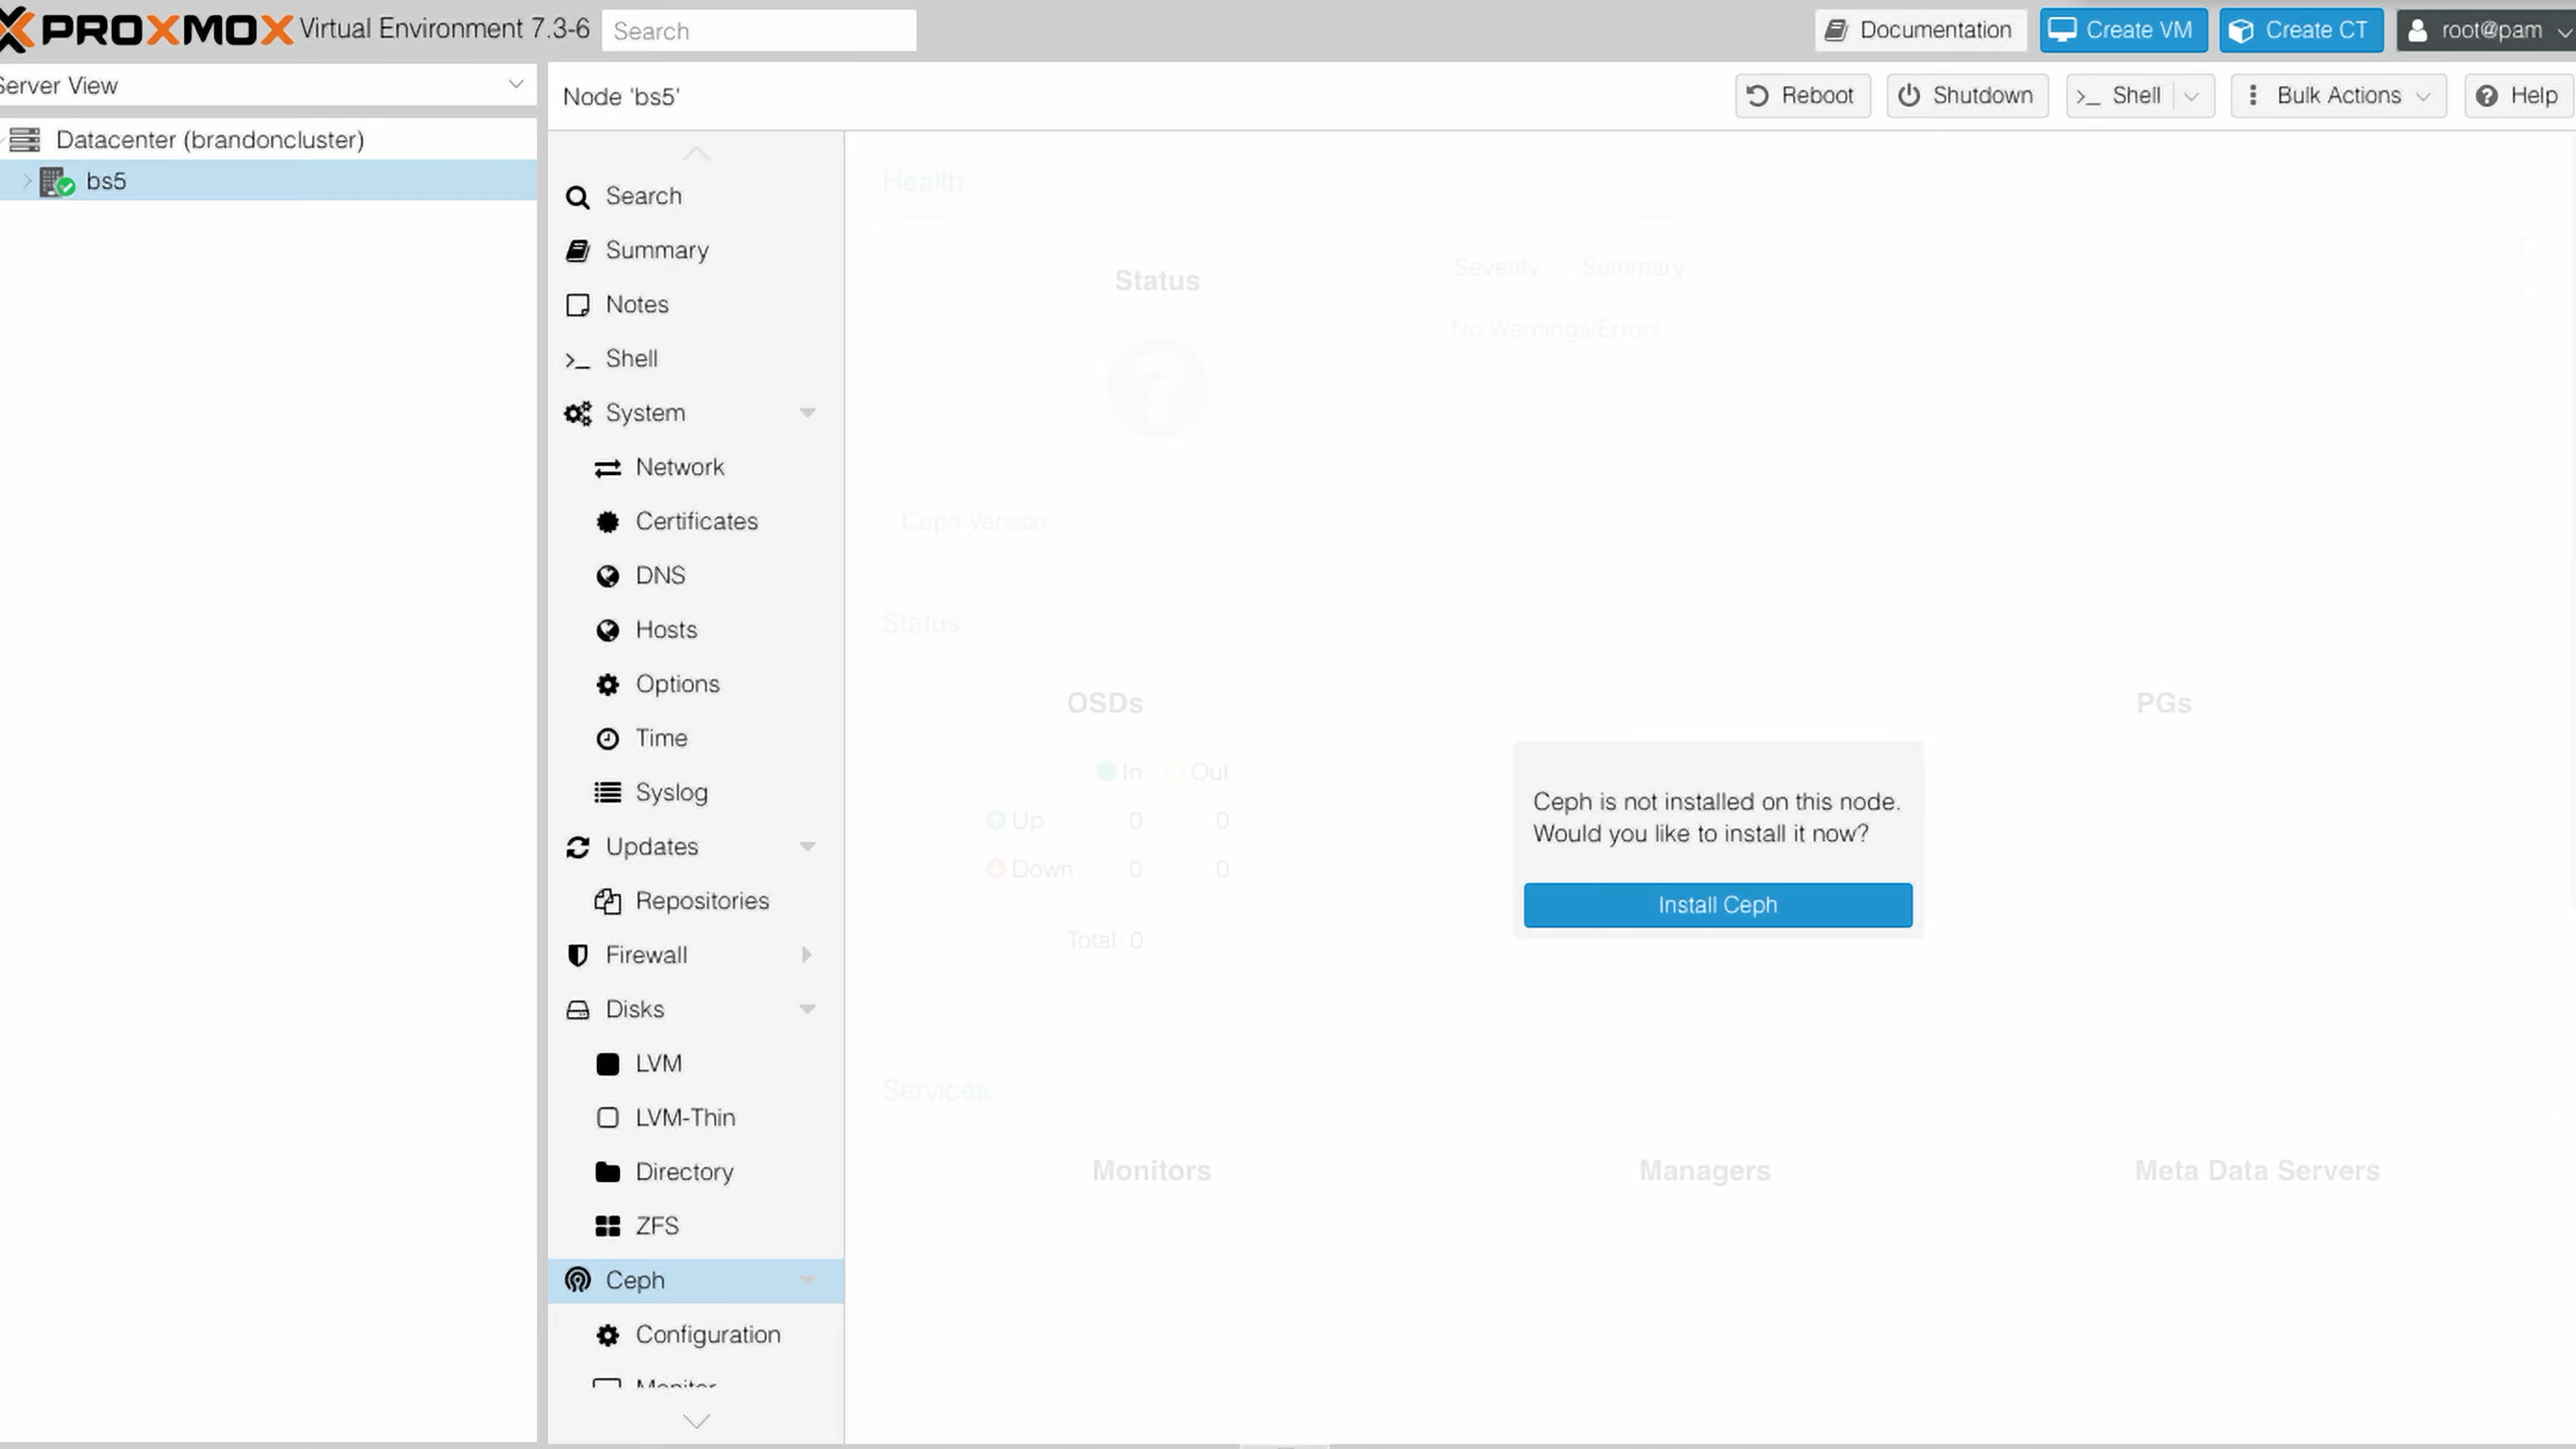 PROXMOX Virtual Environment 7.3-6 Search Documentation Create VM Create CT root@pam
Server View
Datacenter (brandoncluster)
bs5
Node 'bs5' Reboot Shutdown >_ Shell Bulk Actions Help
Search
Summary
Notes
>_ Shell
System
Network
Certificates
DNS
Hosts
Options
Time
Syslog
Updates
Repositories
Firewall
Disks
LVM
LVM-Thin
Directory
ZFS
Ceph
Configuration
Monitor
Health
Status
Severity Summary
No Warnings/Errors
Ceph Version
Status
OSDs
PGs
In Out
Up 0 0
Down 0 0
Total: 0
Ceph is not installed on this node.
Would you like to install it now?
Install Ceph
Services
Monitors Managers Meta Data Servers